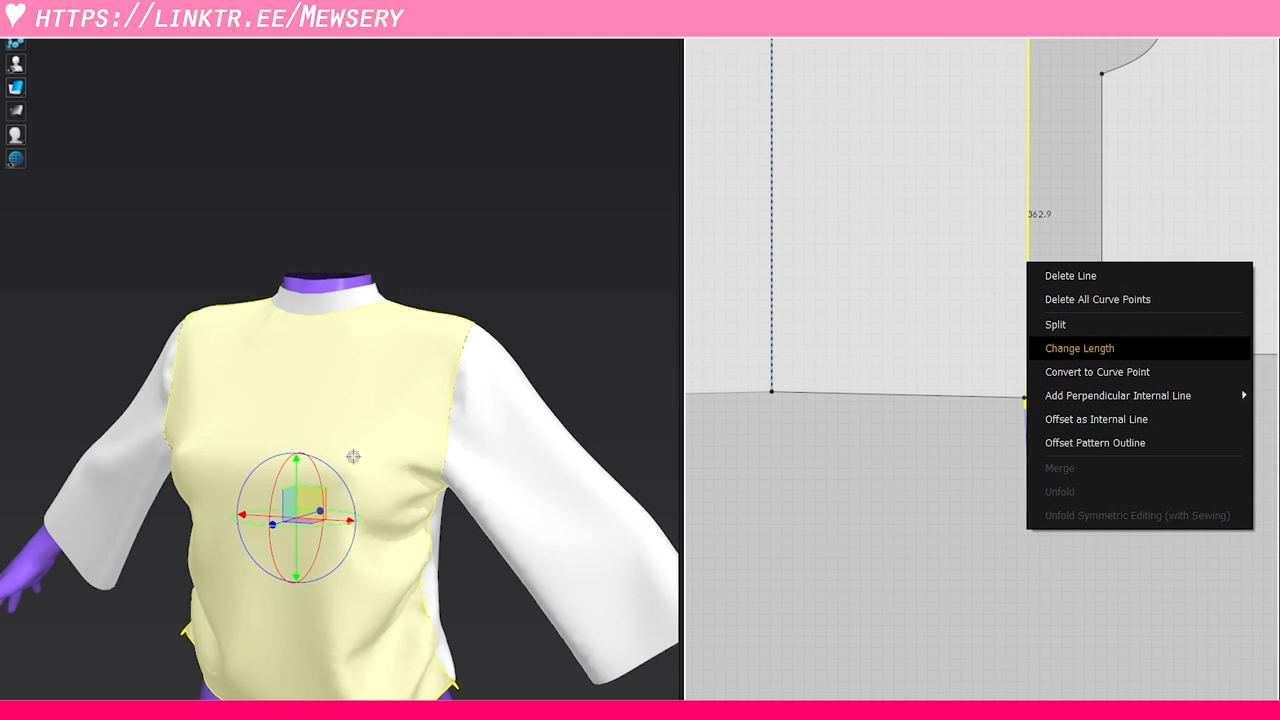 HTTPS://LINKTR.EE/MEWSERY
362.9
Delete Line
Delete All Curve Points
Split
Change Length
Convert to Curve Point
Add Perpendicular Internal Line
Offset as Internal Line
Offset Pattern Outline
Merge
Unfold
Unfold Symmetric Editing (with Sewing)